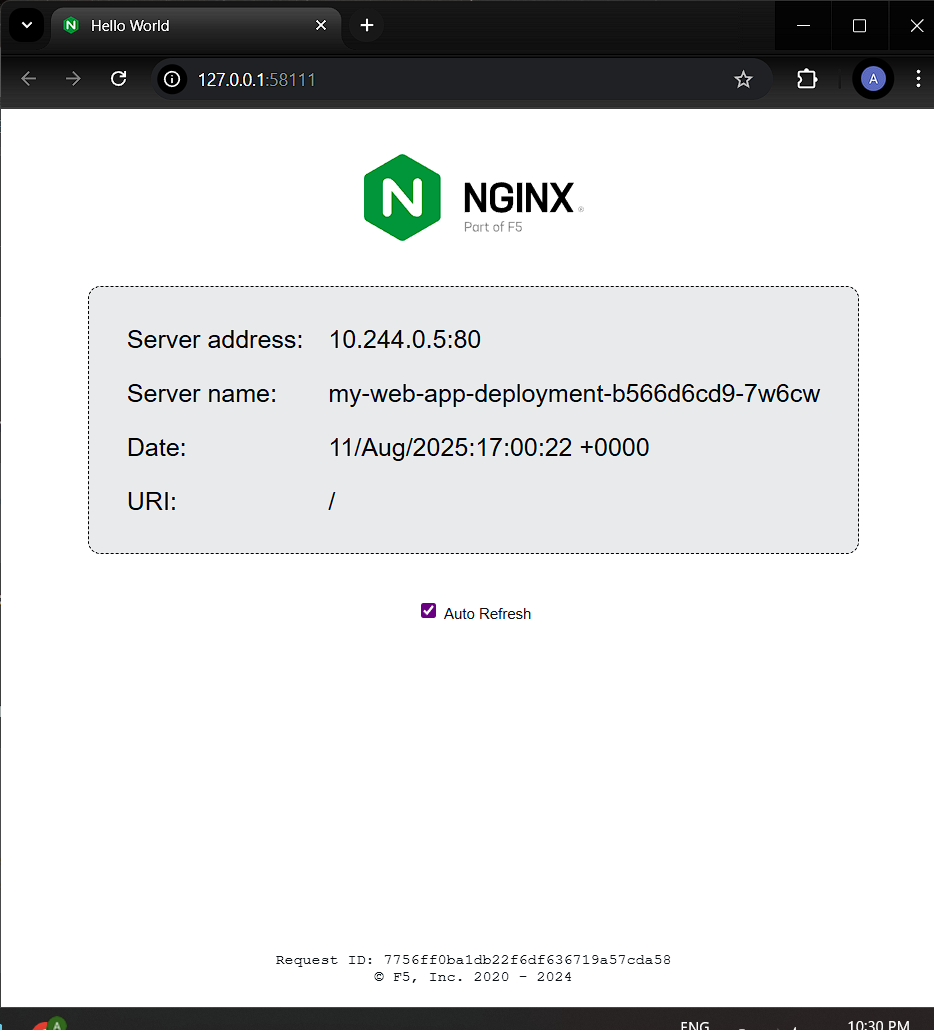 Hello World
127.0.0.1:58111
A
N
NGINX®
Part of F5
Server address: 10.244.0.5:80
Server name: my-web-app-deployment-b566d6cd9-7w6cw
Date: 11/Aug/2025:17:00:22 +0000
URI: /
Auto Refresh
Request ID: 7756ff0ba1db22f6df636719a57cda58
© F5, Inc. 2020 - 2024
A
ENG
10:30 PM